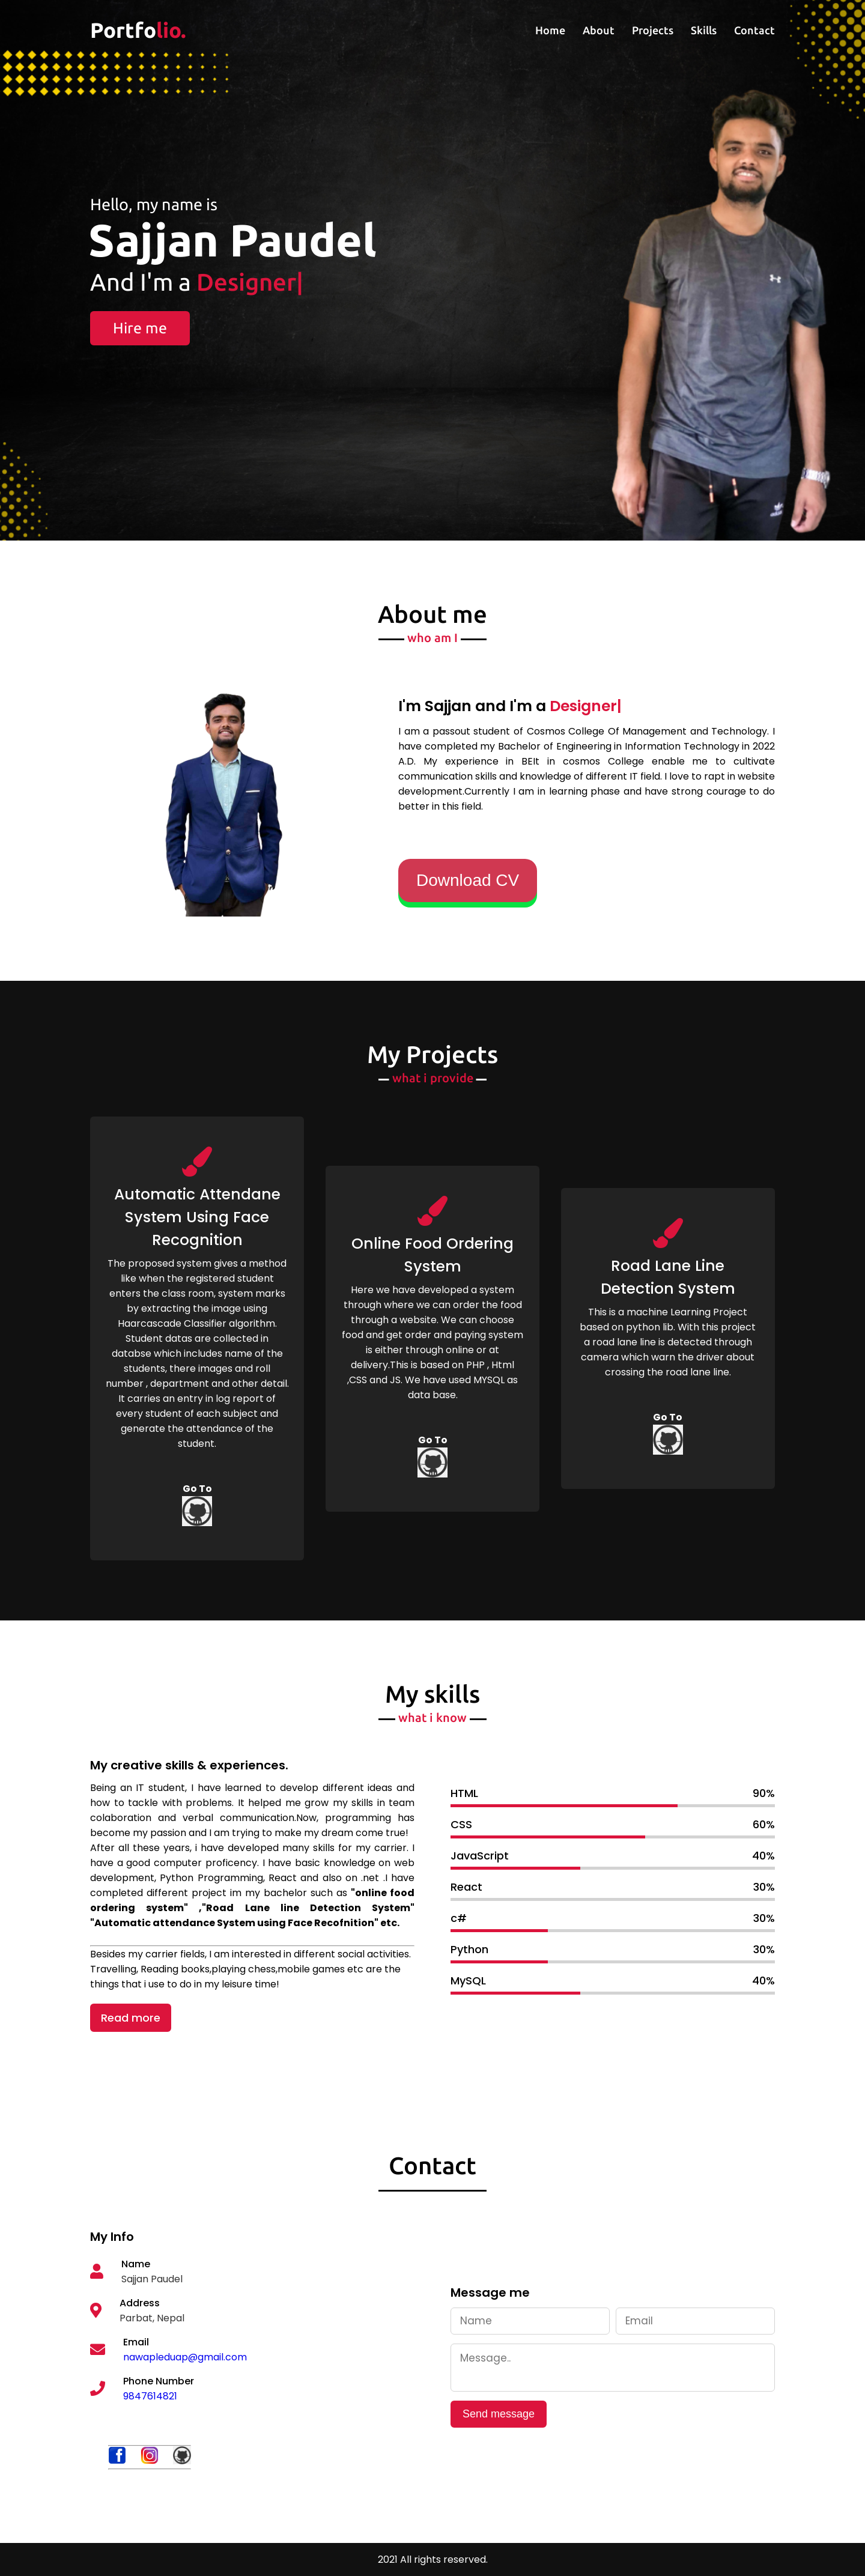 Portfolio.
Home About Projects Skills Contact
Hello, my name is
Sajjan Paudel
And I'm a Designer|
Hire me
About me
who am I
I'm Sajjan and I'm a Designer|
I am a passout student of Cosmos College Of Management and Technology. I
have completed my Bachelor of Engineering in Information Technology in 2022
A.D. My experience in BEIt in cosmos College enable me to cultivate
communication skills and knowledge of different IT field. I love to rapt in website
development.Currently I am in learning phase and have strong courage to do
better in this field.
Download CV
My Projects
what i provide
Automatic Attendane
System Using Face
Recognition
The proposed system gives a method
like when the registered student
enters the class room, system marks
by extracting the image using
Haarcascade Classifier algorithm.
Student datas are collected in
databse which includes name of the
students, there images and roll
number , department and other detail.
It carries an entry in log report of
every student of each subject and
generate the attendance of the
student.
Go To
Online Food Ordering
System
Here we have developed a system
through where we can order the food
through a website. We can choose
food and get order and paying system
is either through online or at
delivery.This is based on PHP , Html
,CSS and JS. We have used MYSQL as
data base.
Go To
Road Lane Line
Detection System
This is a machine Learning Project
based on python lib. With this project
a road lane line is detected through
camera which warn the driver about
crossing the road lane line.
Go To
My skills
what i know
My creative skills & experiences.
Being an IT student, I have learned to develop different ideas and
how to tackle with problems. It helped me grow my skills in team
colaboration and verbal communication.Now, programming has
become my passion and I am trying to make my dream come true!
After all these years, i have developed many skills for my carrier. I
have a good computer proficency. I have basic knowledge on web
development, Python Programming, React and also on .net .I have
completed different project im my bachelor such as "online food
ordering system" ,"Road Lane line Detection System"
"Automatic attendance System using Face Recofnition" etc.
Besides my carrier fields, I am interested in different social activities.
Travelling, Reading books,playing chess,mobile games etc are the
things that i use to do in my leisure time!
Read more
HTML 90%
CSS 60%
JavaScript 40%
React 30%
c# 30%
Python 30%
MySQL 40%
Contact
My Info
Name
Sajjan Paudel
Address
Parbat, Nepal
Email
nawapleduap@gmail.com
Phone Number
9847614821
Message me
Name Email
Message..
Send message
2021 All rights reserved.